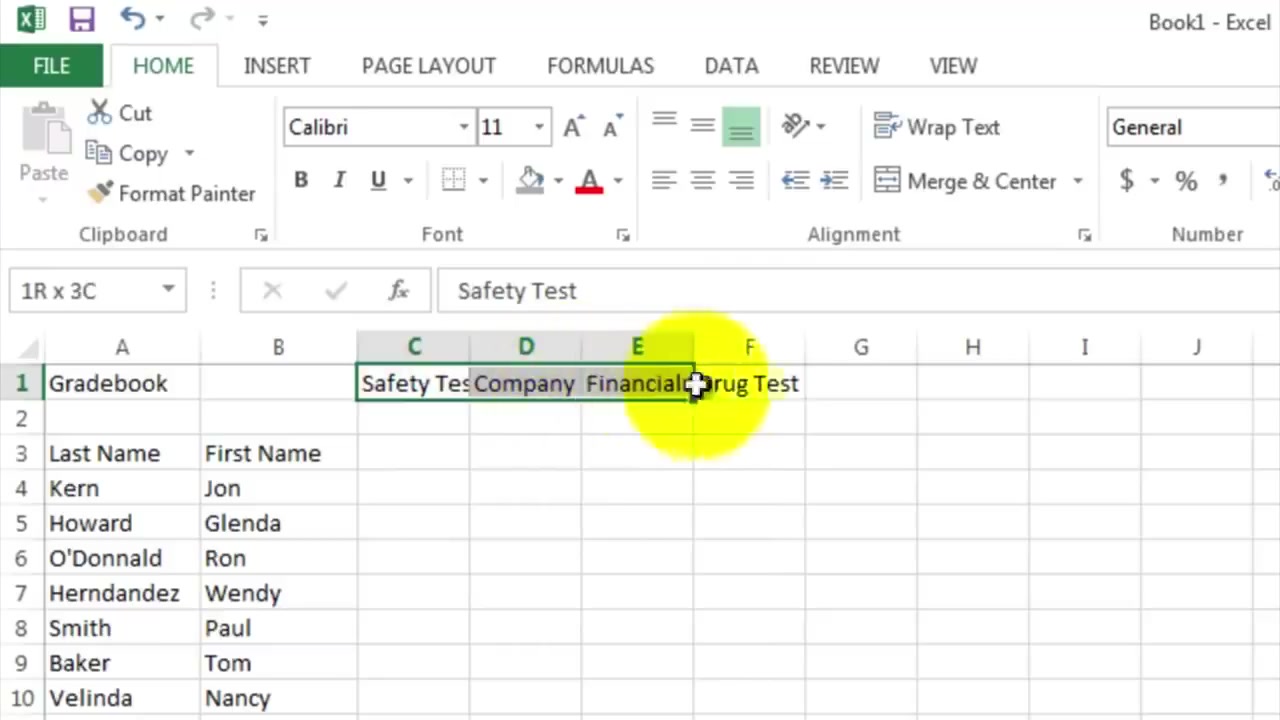 Book1 - Excel
FILE HOME INSERT PAGE LAYOUT FORMULAS DATA REVIEW VIEW
Paste
Cut
Copy
Format Painter
Clipboard
Calibri 11
B I U A
Font
Wrap Text
Merge & Center
Alignment
General
$ % ,
Number
1R x 3C fx Safety Test
A B C D E F G H I J
1 Gradebook Safety Tes Company Financial rug Test
2
3 Last Name First Name
4 Kern Jon
5 Howard Glenda
6 O'Donnald Ron
7 Herndandez Wendy
8 Smith Paul
9 Baker Tom
10 Velinda Nancy